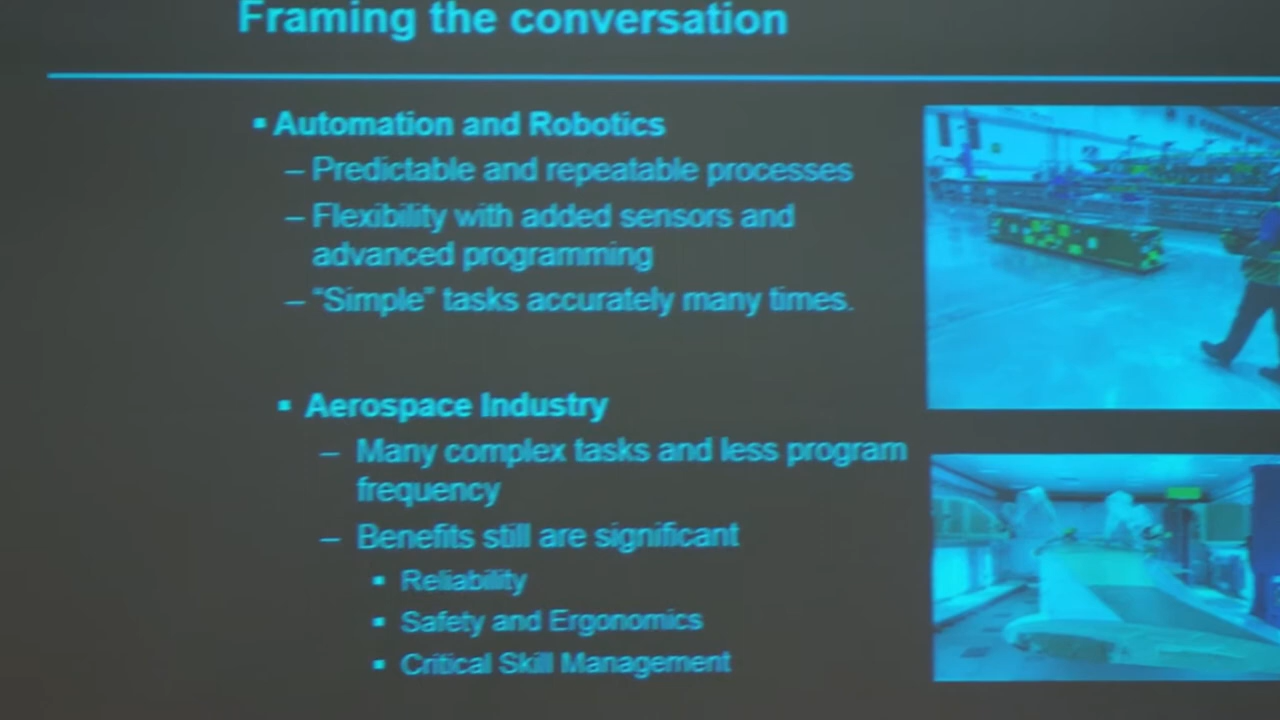 Framing the conversation
▪ Automation and Robotics
– Predictable and repeatable processes
– Flexibility with added sensors and
advanced programming
– “Simple” tasks accurately many times.
▪ Aerospace Industry
– Many complex tasks and less program
frequency
– Benefits still are significant
▪ Reliability
▪ Safety and Ergonomics
▪ Critical Skill Management